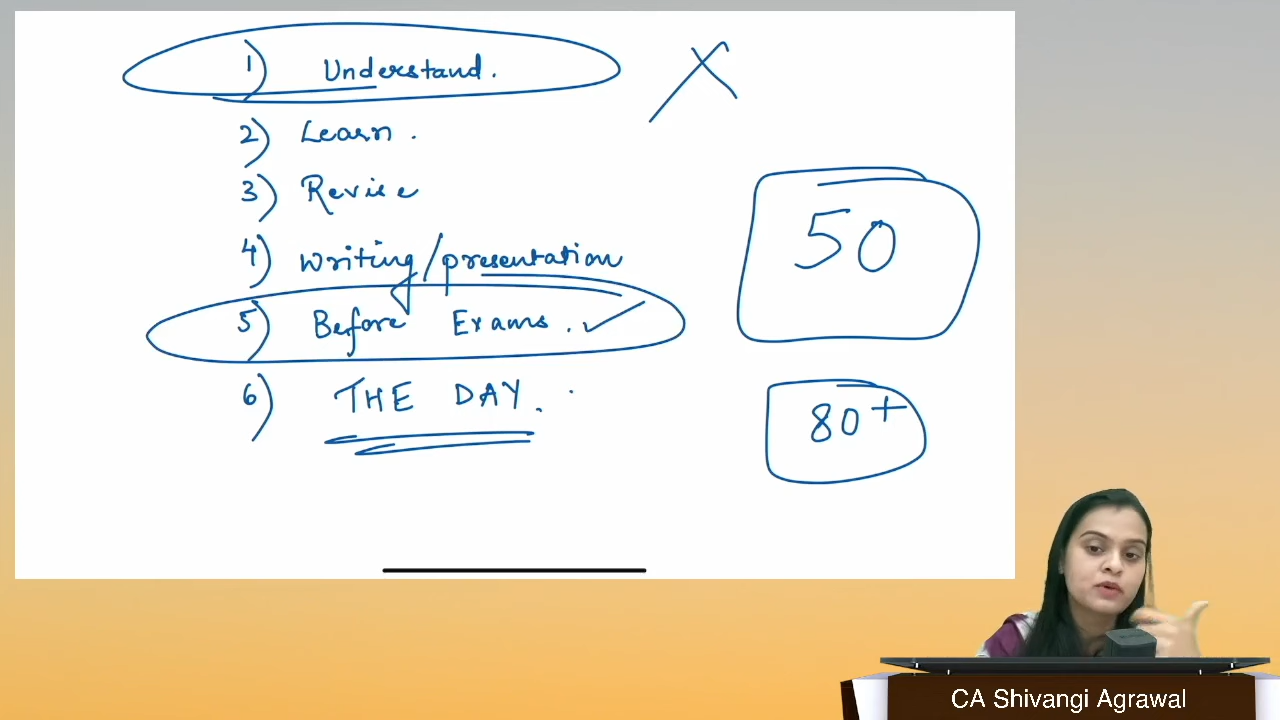 1) Understand.
2) Learn.
3) Revise
4) Writing/presentation
5) Before Exams.
6) THE DAY.
50
80+
CA Shivangi Agrawal